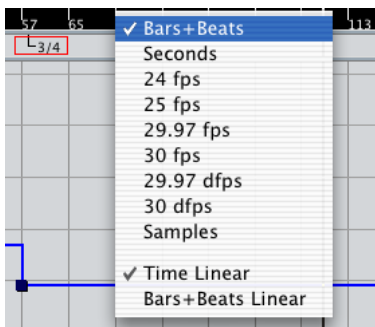 57 65 113
3/4
✓ Bars+Beats
Seconds
24 fps
25 fps
29.97 fps
30 fps
29.97 dfps
30 dfps
Samples
✓ Time Linear
Bars+Beats Linear